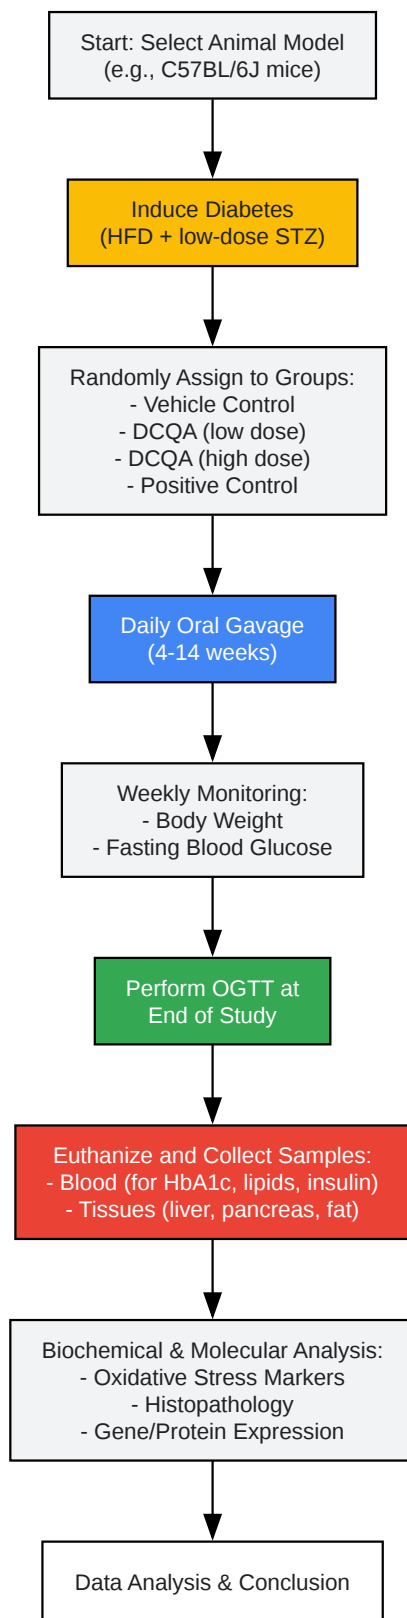 Start: Select Animal Model
(e.g., C57BL/6J mice)
Induce Diabetes
(HFD + low-dose STZ)
Randomly Assign to Groups:
- Vehicle Control
- DCQA (low dose)
- DCQA (high dose)
- Positive Control
Daily Oral Gavage
(4-14 weeks)
Weekly Monitoring:
- Body Weight
- Fasting Blood Glucose
Perform OGTT at
End of Study
Euthanize and Collect Samples:
- Blood (for HbA1c, lipids, insulin)
- Tissues (liver, pancreas, fat)
Biochemical & Molecular Analysis:
- Oxidative Stress Markers
- Histopathology
- Gene/Protein Expression
Data Analysis & Conclusion